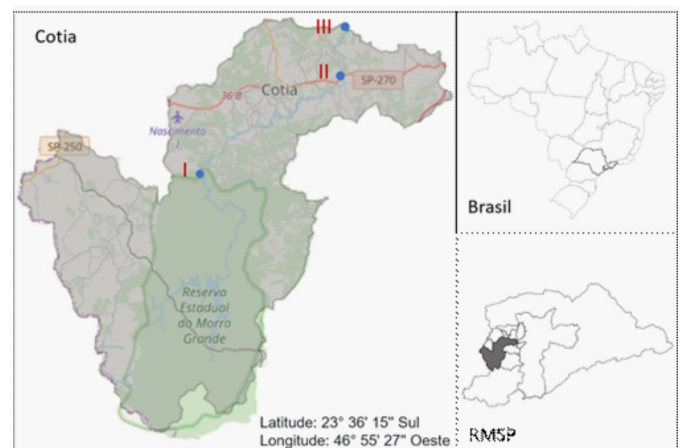 Cotia
III
II
SP-270
Cotia
Nascimento
I
SP-250
I
Reserva
Estadual
do Morro
Grande
Latitude: 23° 36' 15" Sul
Longitude: 46° 55' 27" Oeste
Brasil
RMSP